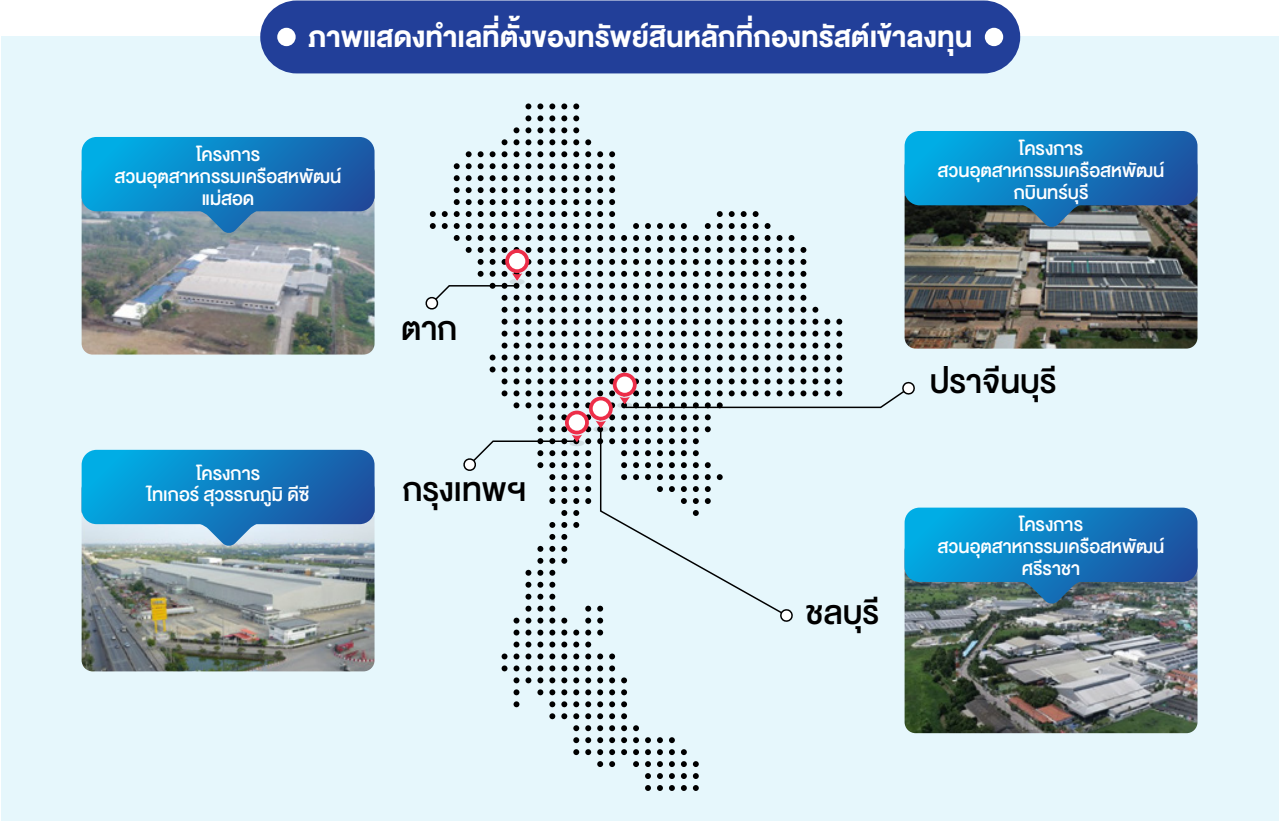 ภาพแสดงทำเลที่ตั้งของทรัพย์สินหลักที่กองทรัสต์เข้าลงทุน
โครงการ
สวนอุตสาหกรรมเครือสหพัฒน์
แม่สอด
ตาก
โครงการ
สวนอุตสาหกรรมเครือสหพัฒน์
กบินทร์บุรี
ปราจีนบุรี
โครงการ
ไทเกอร์ สุวรรณภูมิ ดีซี
กรุงเทพฯ
โครงการ
สวนอุตสาหกรรมเครือสหพัฒน์
ศรีราชา
ชลบุรี